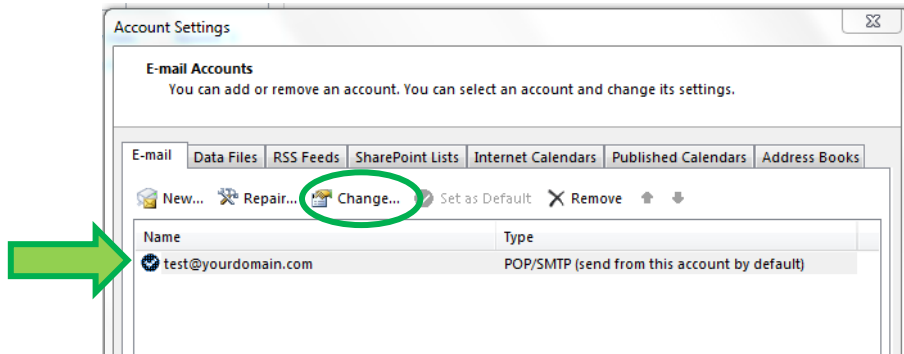 Account Settings
E-mail Accounts
You can add or remove an account. You can select an account and change its settings.
E-mail Data Files RSS Feeds SharePoint Lists Internet Calendars Published Calendars Address Books
New... Repair... Change... Set as Default Remove
Name Type
test@yourdomain.com POP/SMTP (send from this account by default)